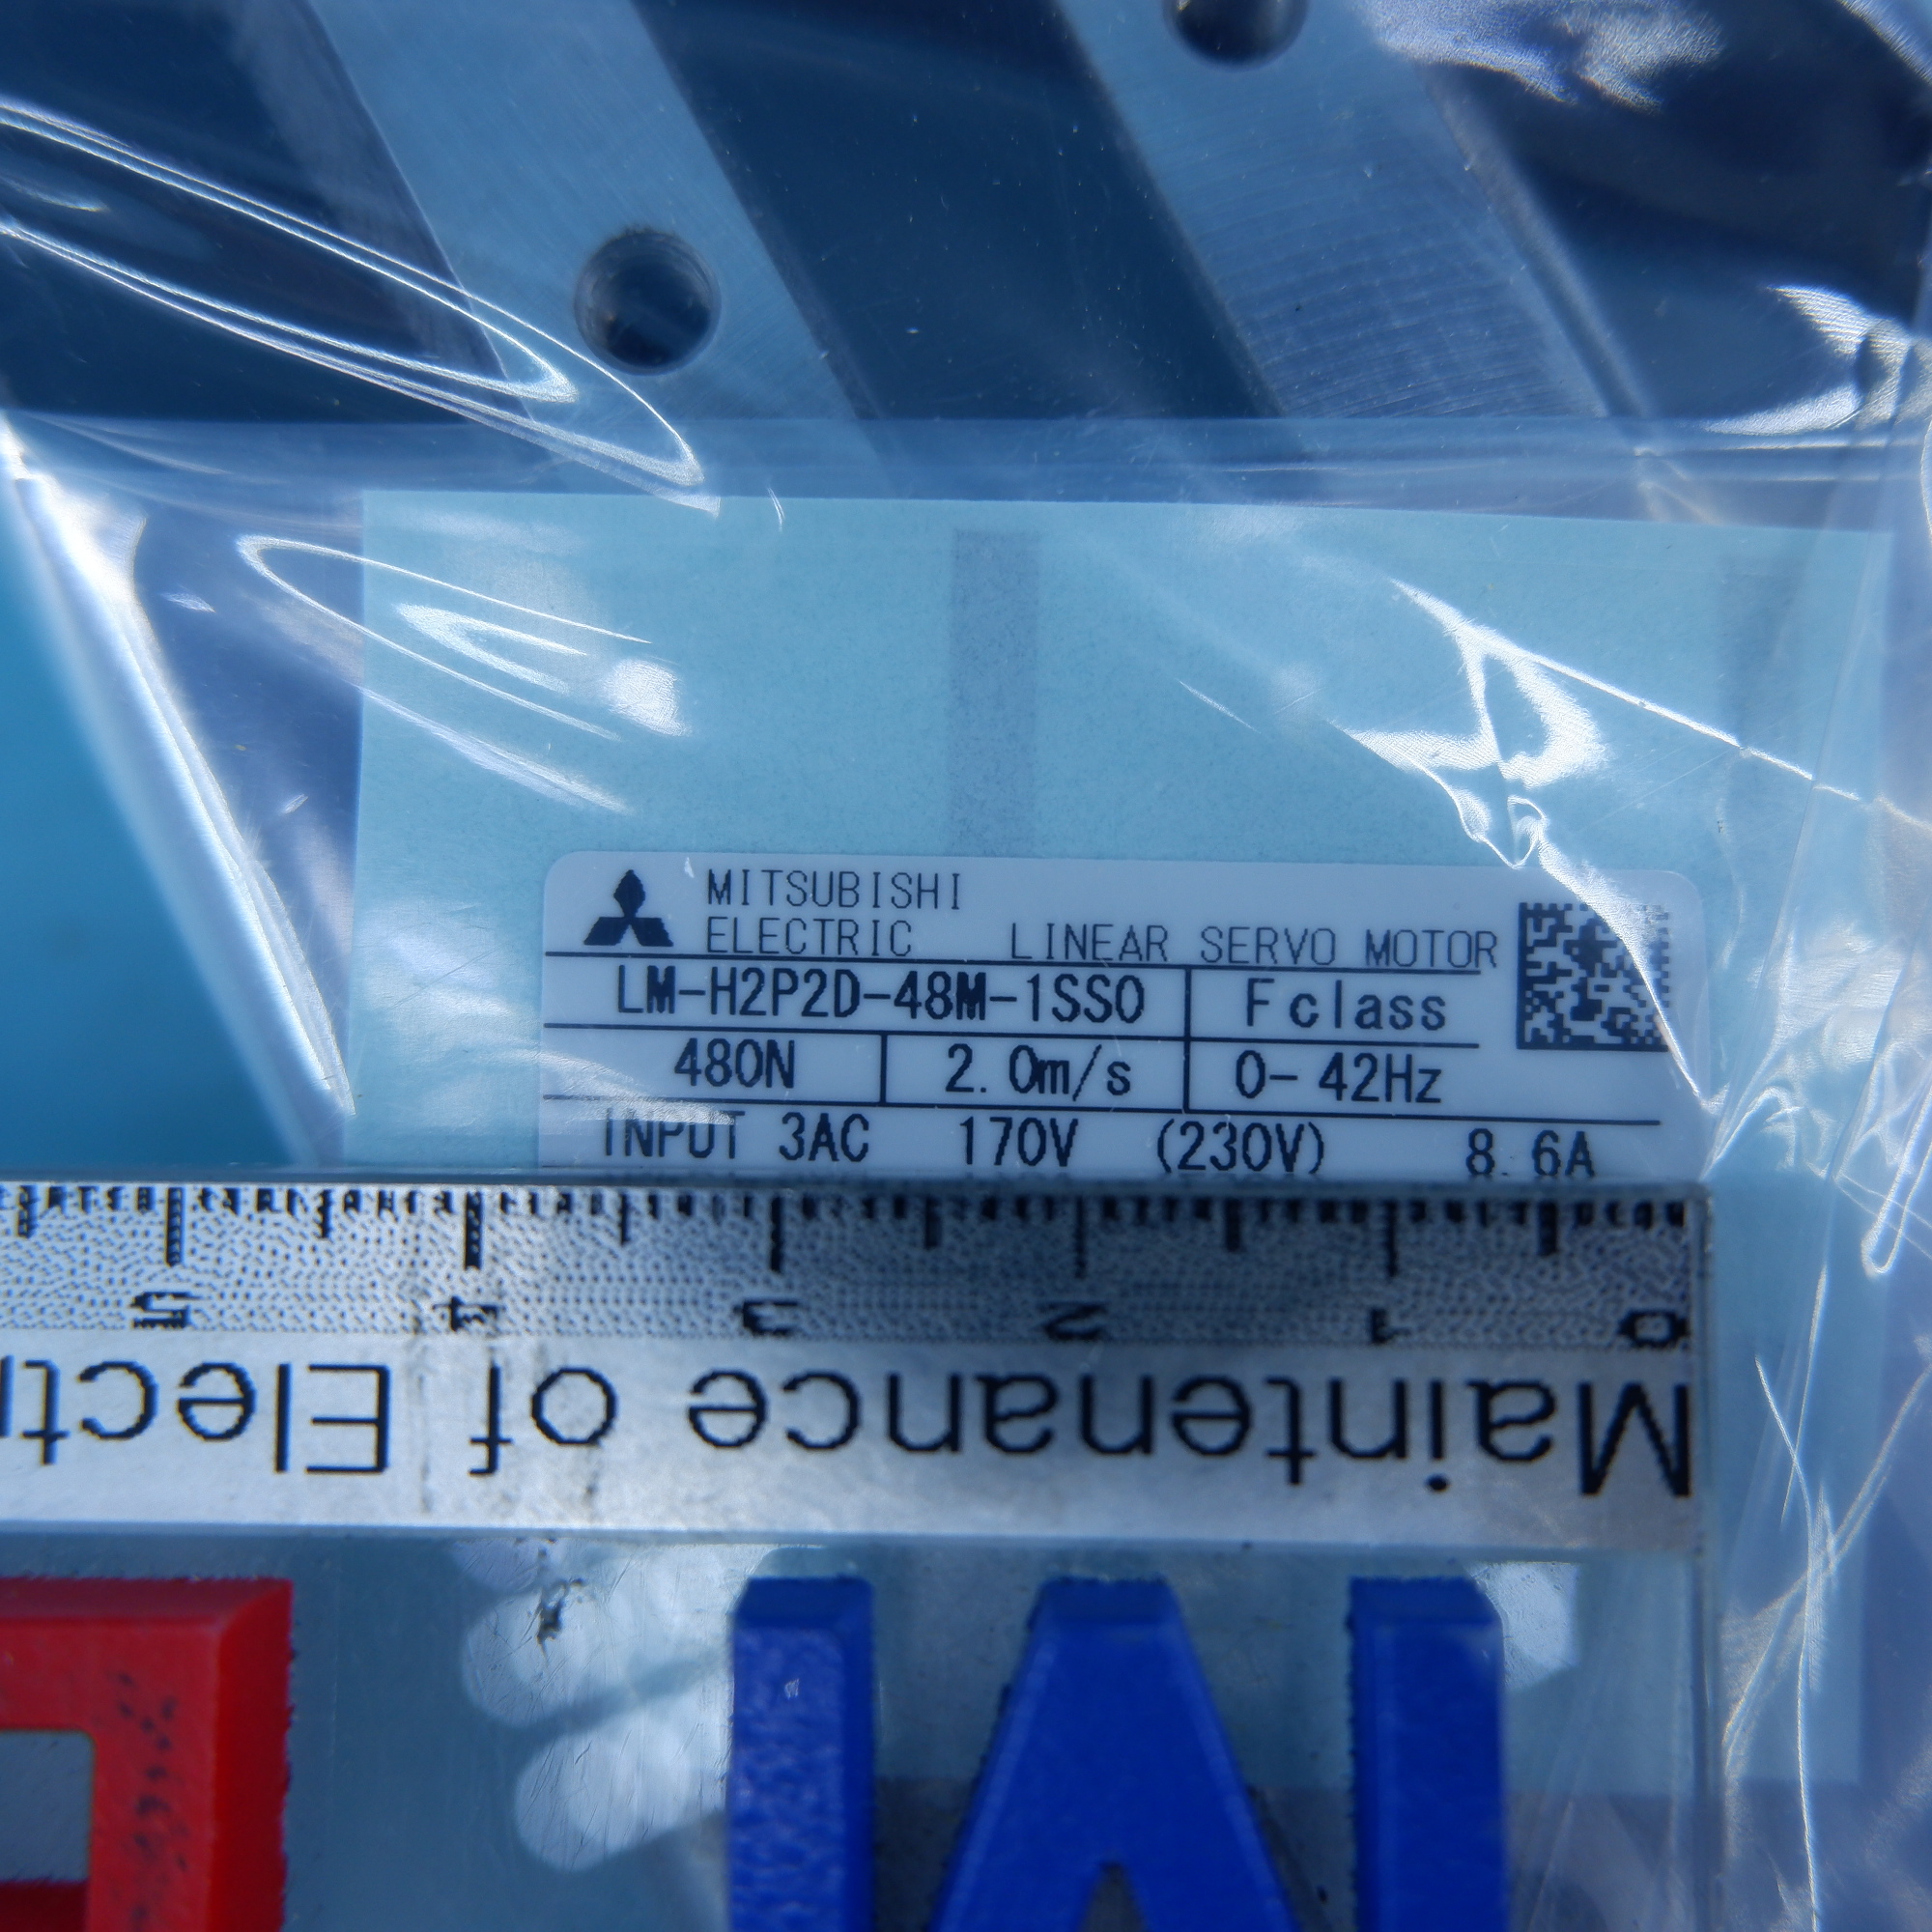 MITSUBISHI
ELECTRIC LINEAR SERVO MOTOR
LM-H2P2D-48M-1SS0 F class
480N 2.0m/s 0-42Hz
INPUT 3AC 170V (230V) 8.6A
5 4 3 2 1 0
Maintenance of Electr
M